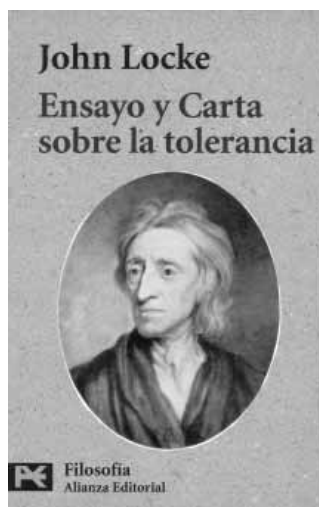 John Locke
Ensayo y Carta
sobre la tolerancia
Filosofía
Alianza Editorial